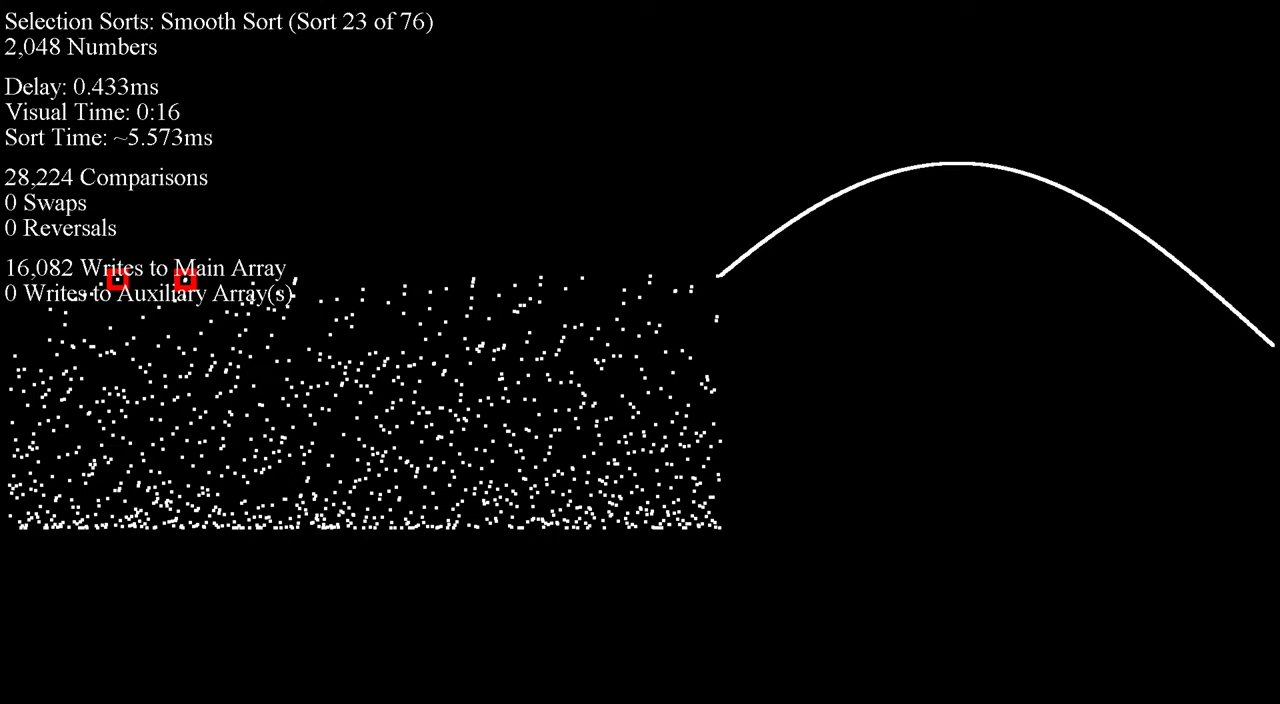 Selection Sorts: Smooth Sort (Sort 23 of 76)
2,048 Numbers
Delay: 0.433ms
Visual Time: 0:16
Sort Time: ~5.573ms
28,224 Comparisons
0 Swaps
0 Reversals
16,082 Writes to Main Array
0 Writes to Auxiliary Array(s)